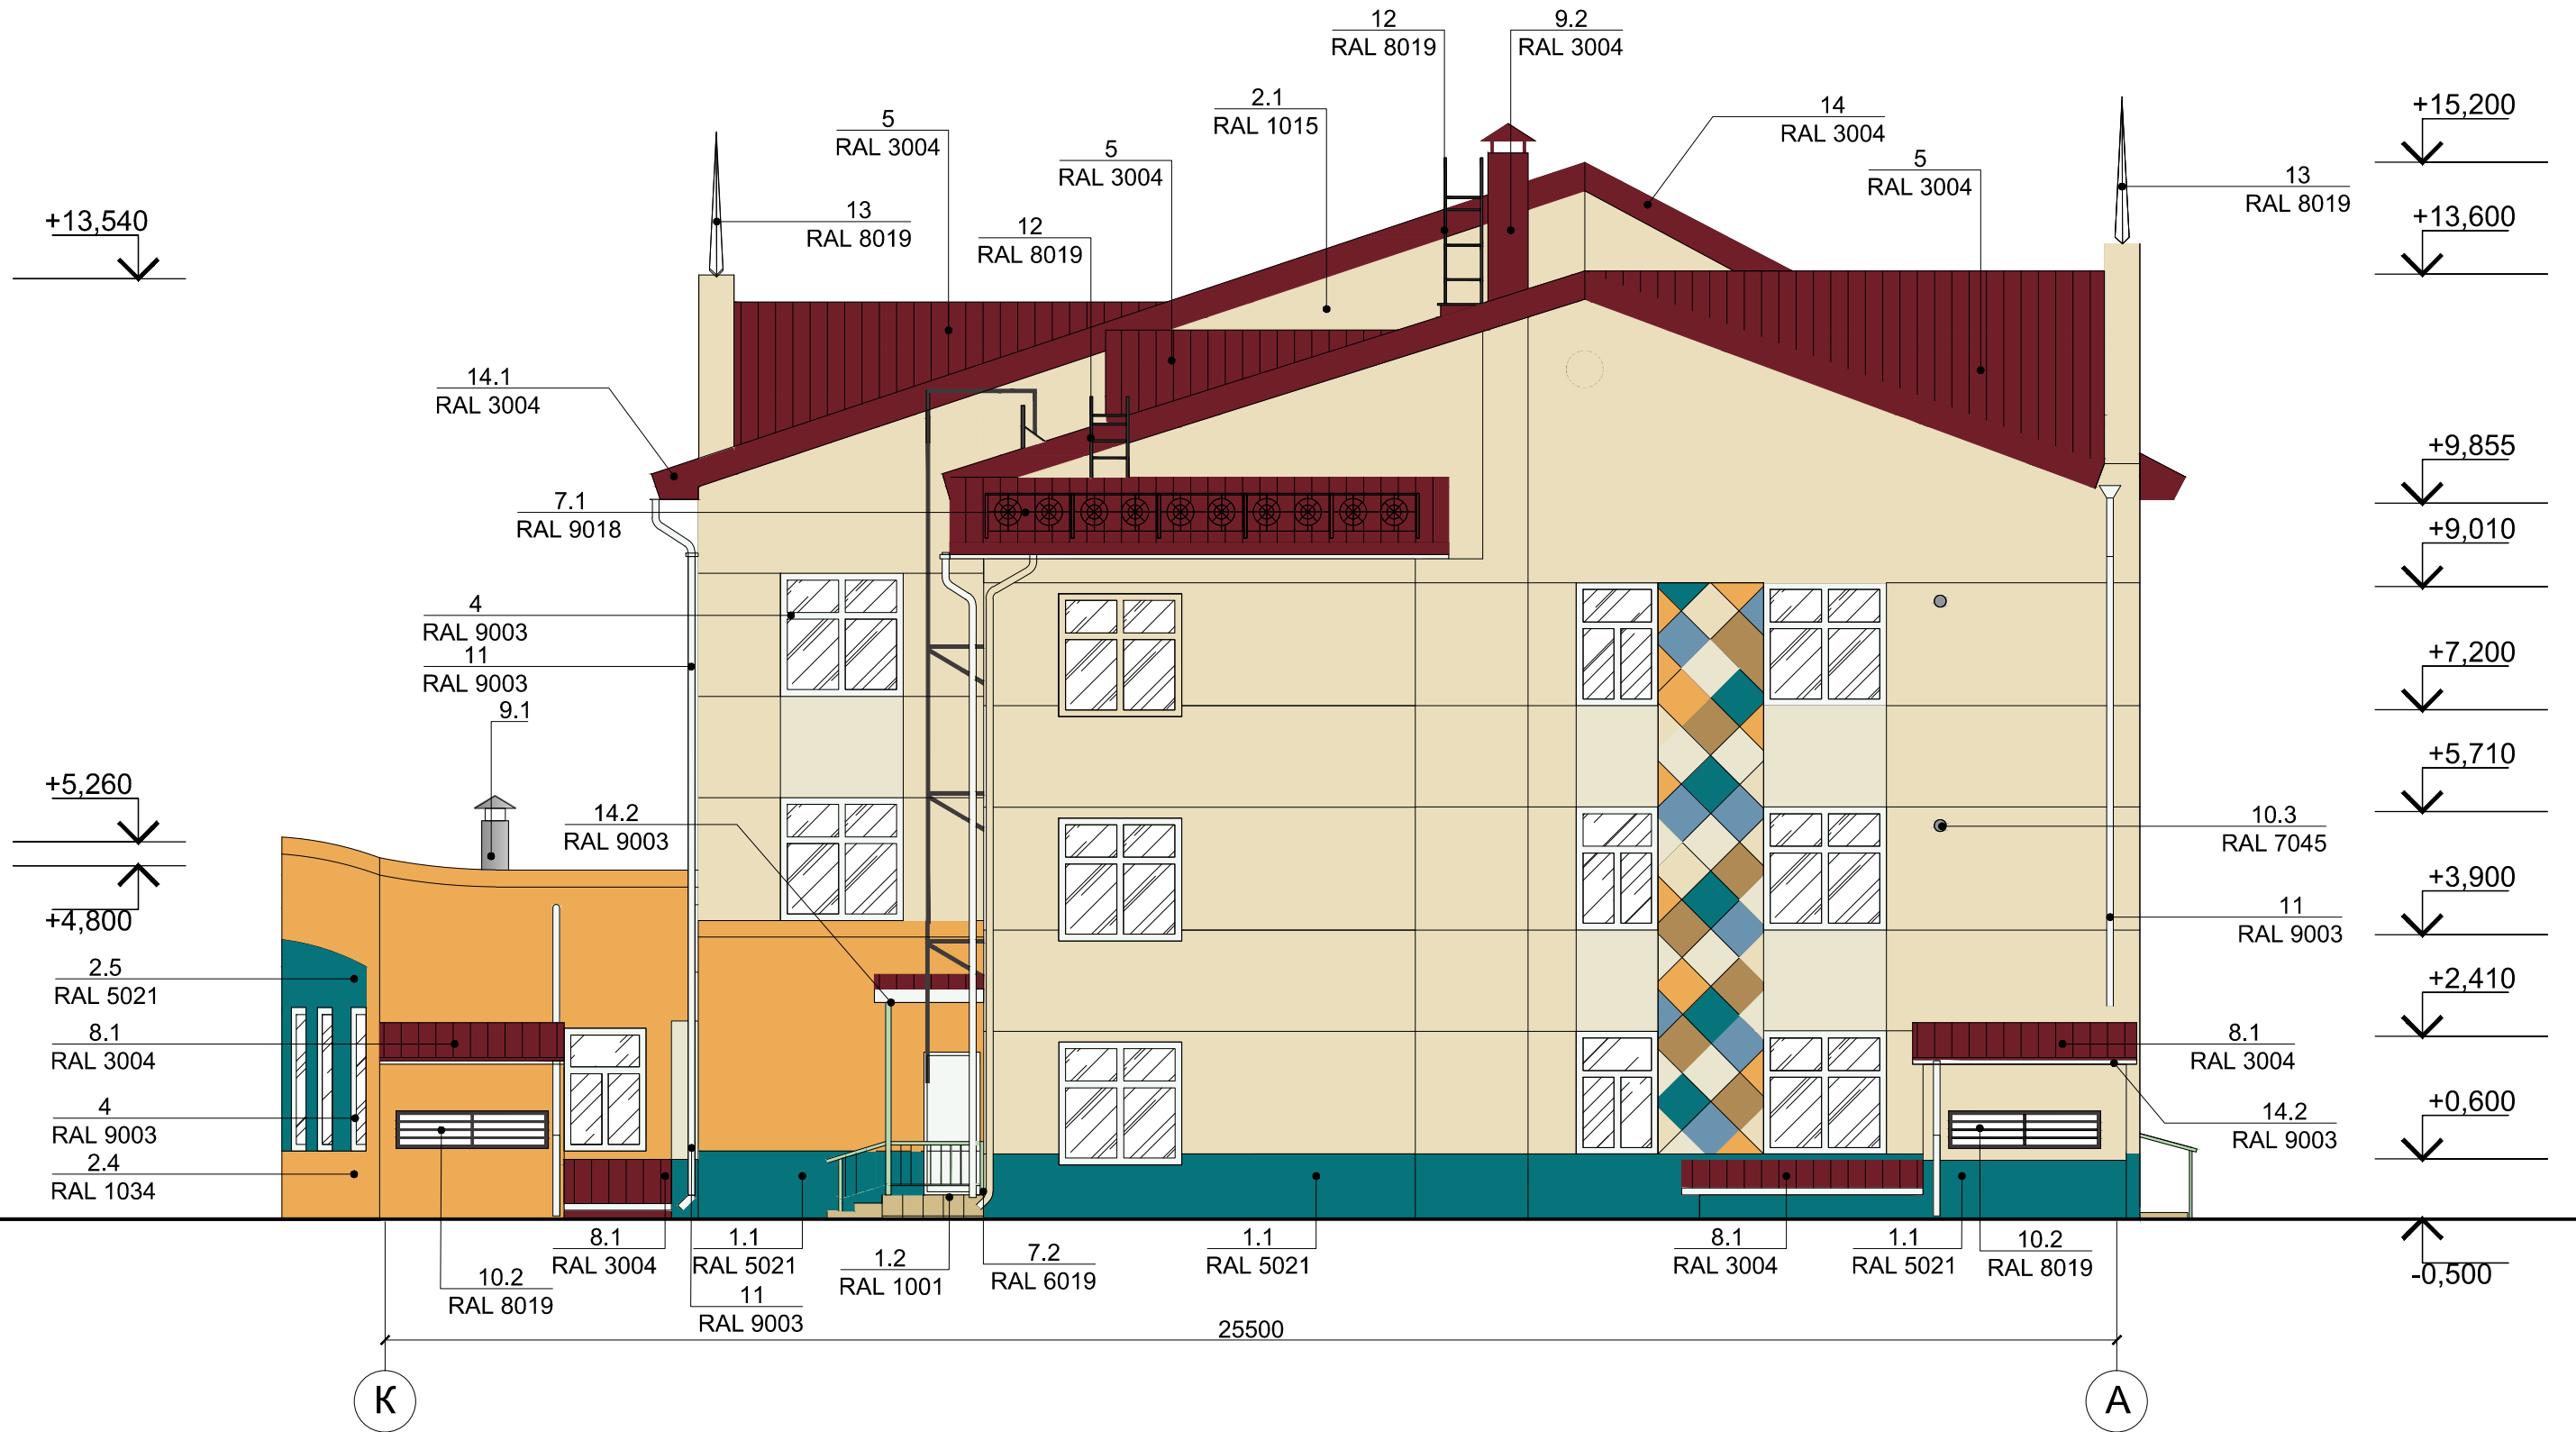 12
RAL 8019
9.2
RAL 3004
2.1
RAL 1015
14
RAL 3004
+15,200
5
RAL 3004
5
RAL 3004
5
RAL 3004
13
RAL 8019
+13,540
13
RAL 8019
12
RAL 8019
+13,600
14.1
RAL 3004
+9,855
7.1
RAL 9018
+9,010
4
RAL 9003
11
RAL 9003
9.1
+7,200
+5,710
+5,260
14.2
RAL 9003
10.3
RAL 7045
+4,800
+3,900
11
RAL 9003
2.5
RAL 5021
+2,410
8.1
RAL 3004
8.1
RAL 3004
4
RAL 9003
+0,600
14.2
RAL 9003
2.4
RAL 1034
8.1
RAL 3004
1.1
RAL 5021
1.2
RAL 1001
7.2
RAL 6019
1.1
RAL 5021
8.1
RAL 3004
1.1
RAL 5021
10.2
RAL 8019
-0,500
10.2
RAL 8019
11
RAL 9003
25500
К
А